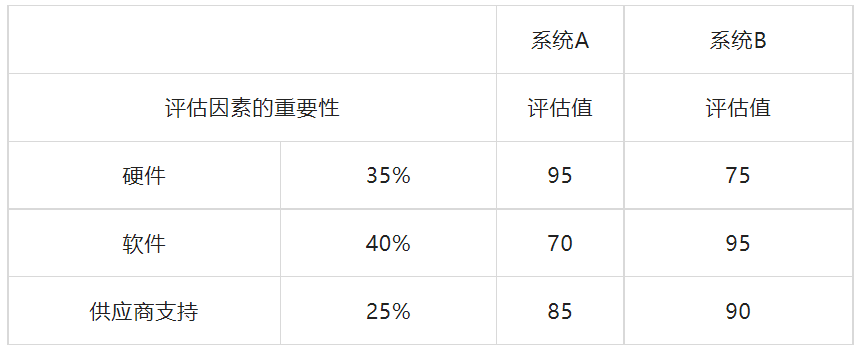 系统A 系统B
评估因素的重要性 评估值 评估值
硬件 35% 95 75
软件 40% 70 95
供应商支持 25% 85 90